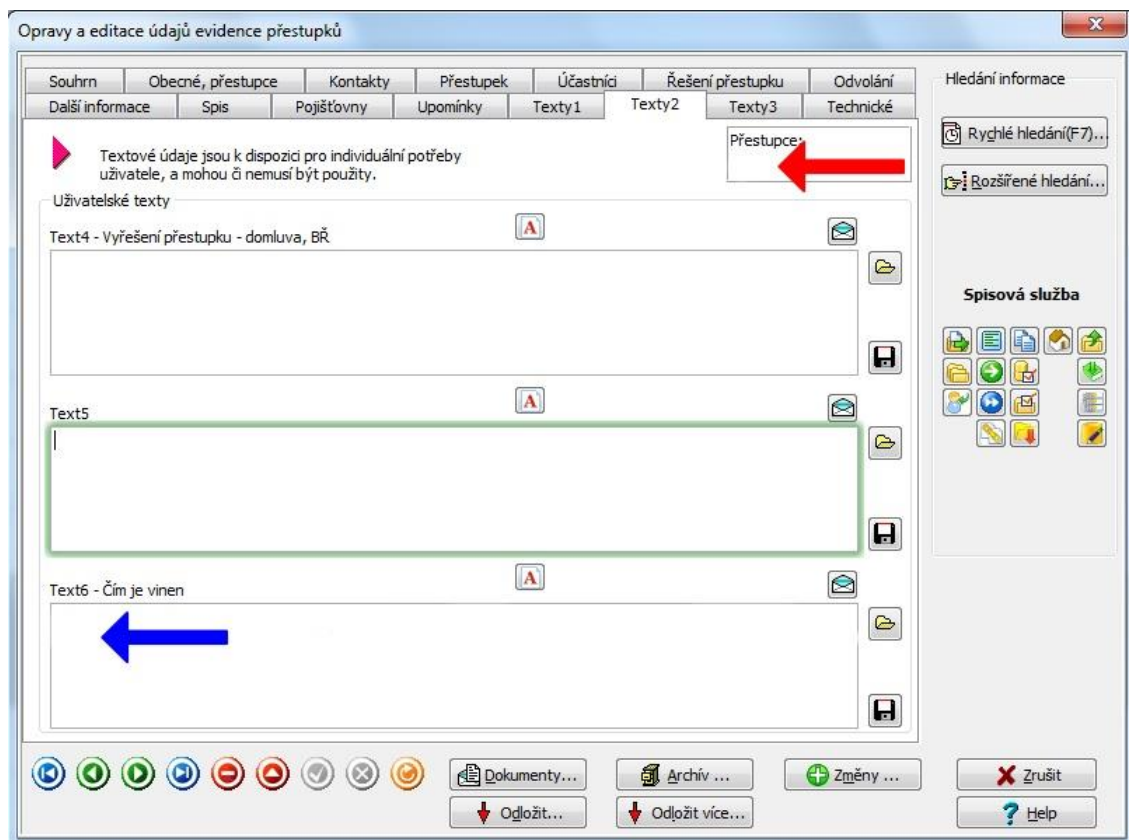 Opravy a editace údajů evidence přestupků
Souhrn
Obecné, přestupce
Kontakty
Přestupek
Účastníci
Řešení přestupku
Odvolání
Další informace
Spis
Pojišťovny
Upomínky
Texty1
Texty2
Texty3
Technické
Textové údaje jsou k dispozici pro individuální potřeby
uživatele, a mohou či nemusí být použity.
Přestupce:
Uživatelské texty
Text4 - Vyřešení přestupku - domluva, BŘ
A
Text5
A
Text6 - Čím je vinen
A
Hledání informace
Rychlé hledání(F7)...
Rozšířené hledání...
Spisová služba
Dokumenty...
Archív ...
Změny ...
Zrušit
Odložit...
Odložit více...
Help